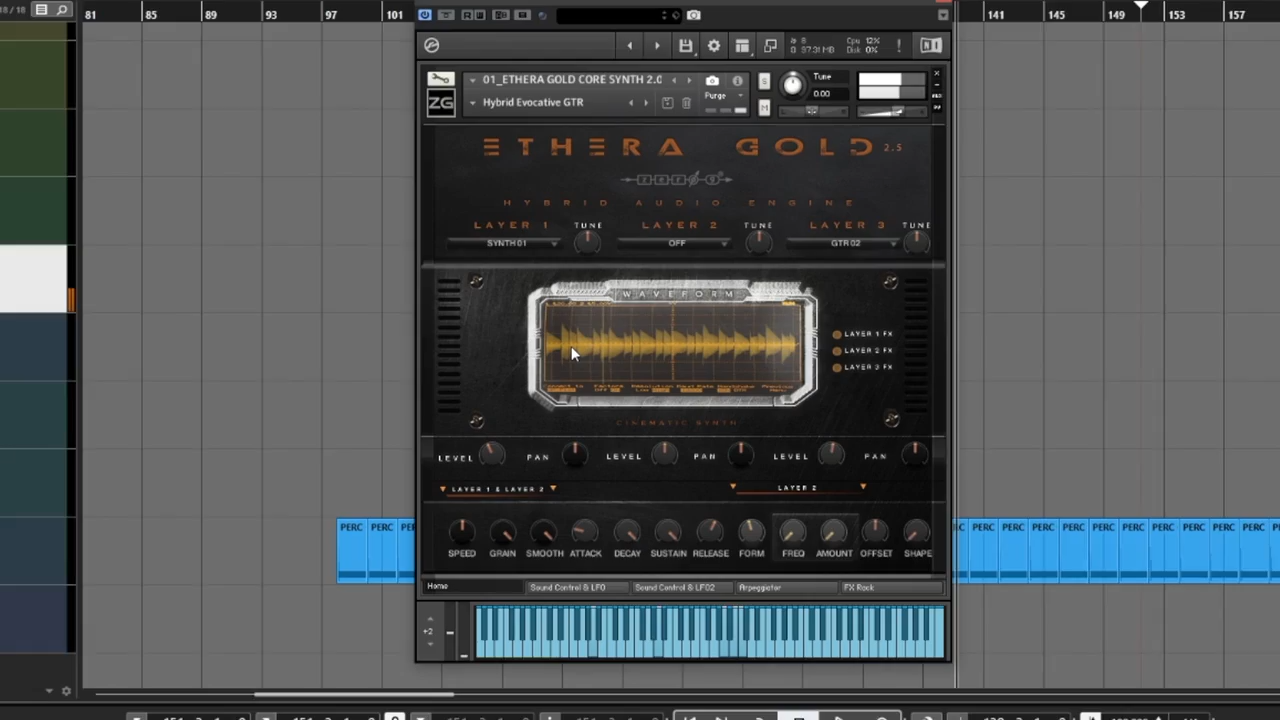 81 85 89 93 97 101 141 145 149 153 157
Cpu 12%
Disk 0%
01_ETHERA GOLD CORE SYNTH 2.0
Purge
Tune
0.00
S
M
ZG
Hybrid Evocative GTR
ETHERA GOLD 2.5
HYBRID AUDIO ENGINE
LAYER 1 TUNE LAYER 2 TUNE LAYER 3 TUNE
SYNTH 01 OFF GTR 02
WAVEFORM
LAYER 1 FX
LAYER 2 FX
LAYER 3 FX
CINEMATIC SYNTH
LEVEL PAN LEVEL PAN LEVEL PAN
LAYER 2
PERC PERC PERC PERC PERC PERC PERC PERC PERC PERC PERC PERC
SPEED GRAIN SMOOTH ATTACK DECAY SUSTAIN RELEASE FORM FREQ AMOUNT OFFSET SHAPE
Home Sound Control & LFO Sound Control & LFO2 Arpeggiator FX Rack
+2